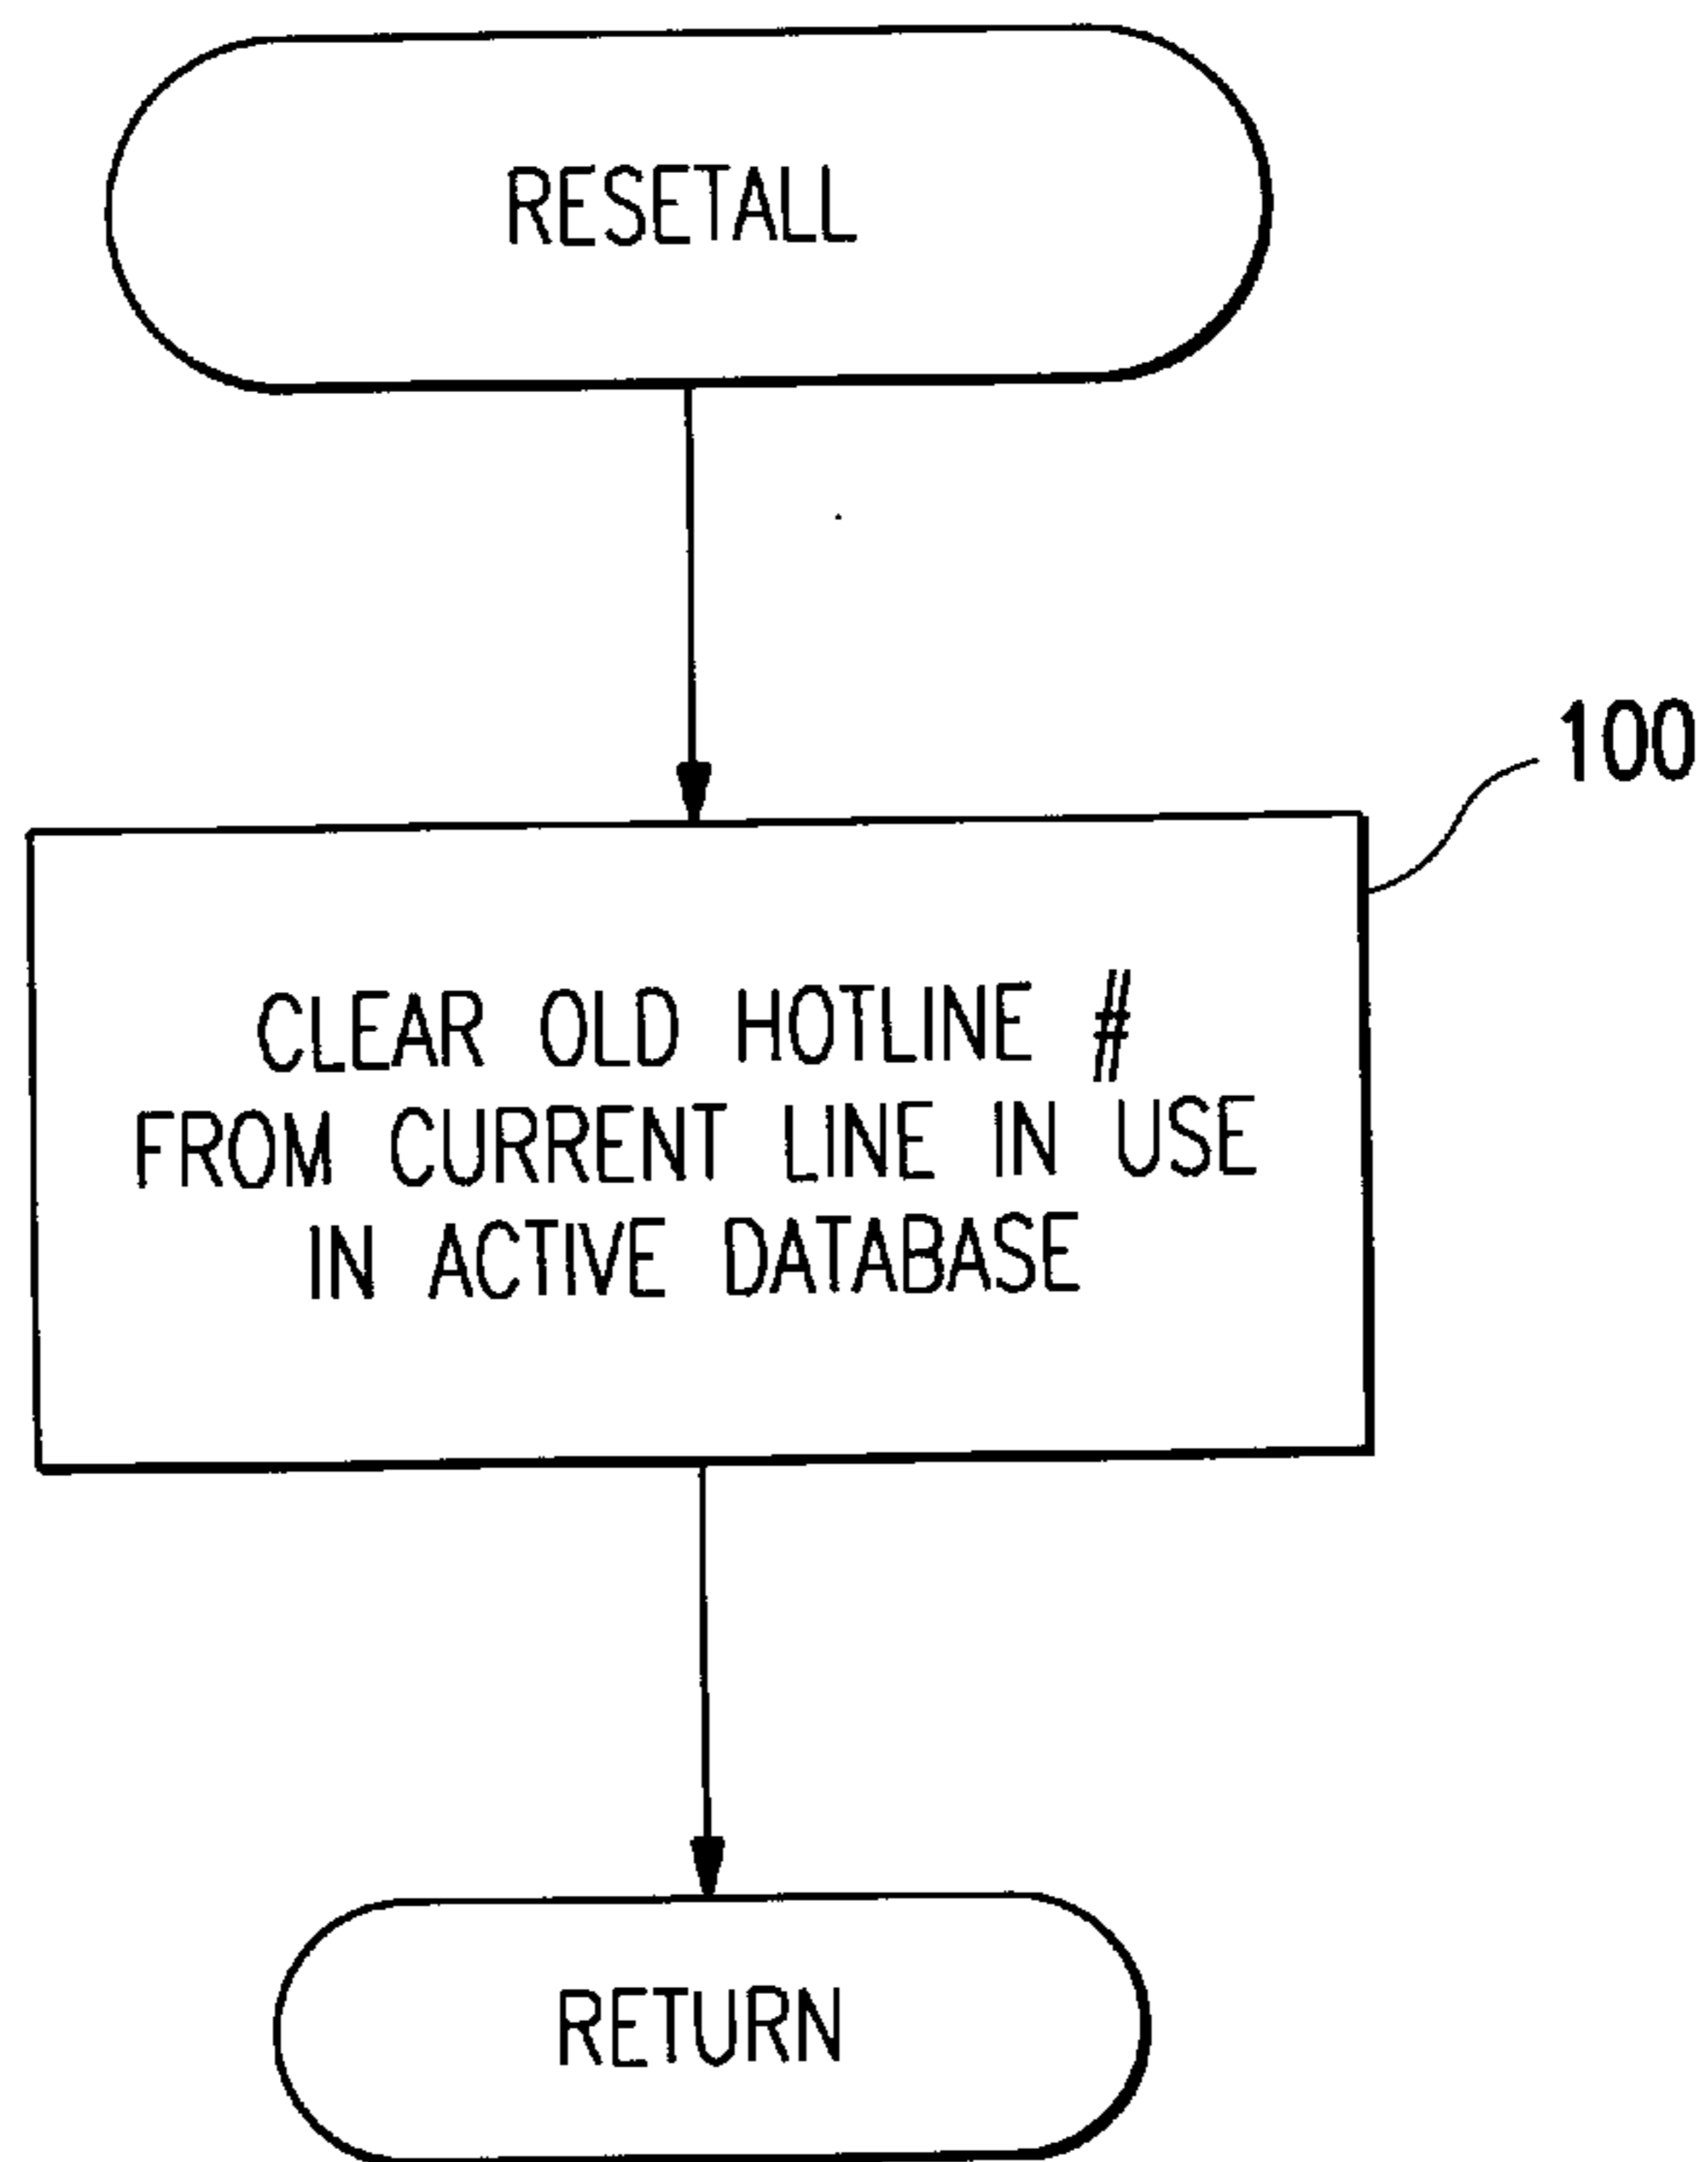 RESETALL
100
CLEAR OLD HOTLINE #
FROM CURRENT LINE IN USE
IN ACTIVE DATABASE
RETURN